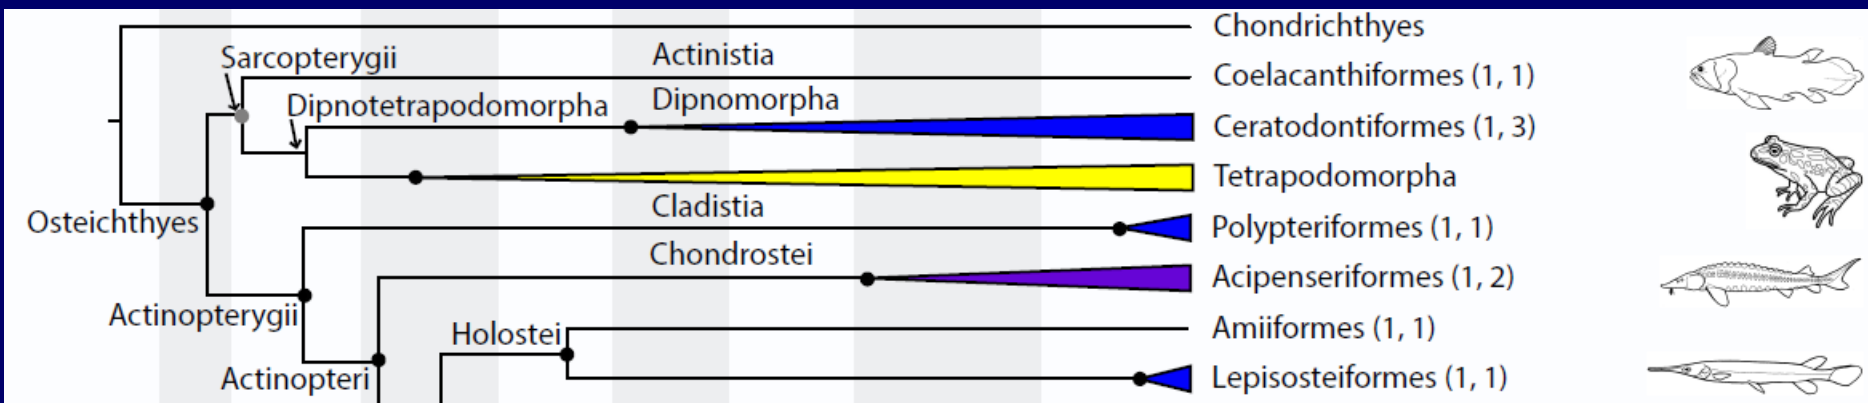 Chondrichthyes
Sarcopterygii
Actinistia
Coelacanthiformes (1, 1)
Dipnotetrapodomorpha
Dipnomorpha
Ceratodontiformes (1, 3)
Tetrapodomorpha
Osteichthyes
Cladistia
Polypteriformes (1, 1)
Chondrostei
Acipenseriformes (1, 2)
Actinopterygii
Holostei
Amiiformes (1, 1)
Actinopteri
Lepisosteiformes (1, 1)